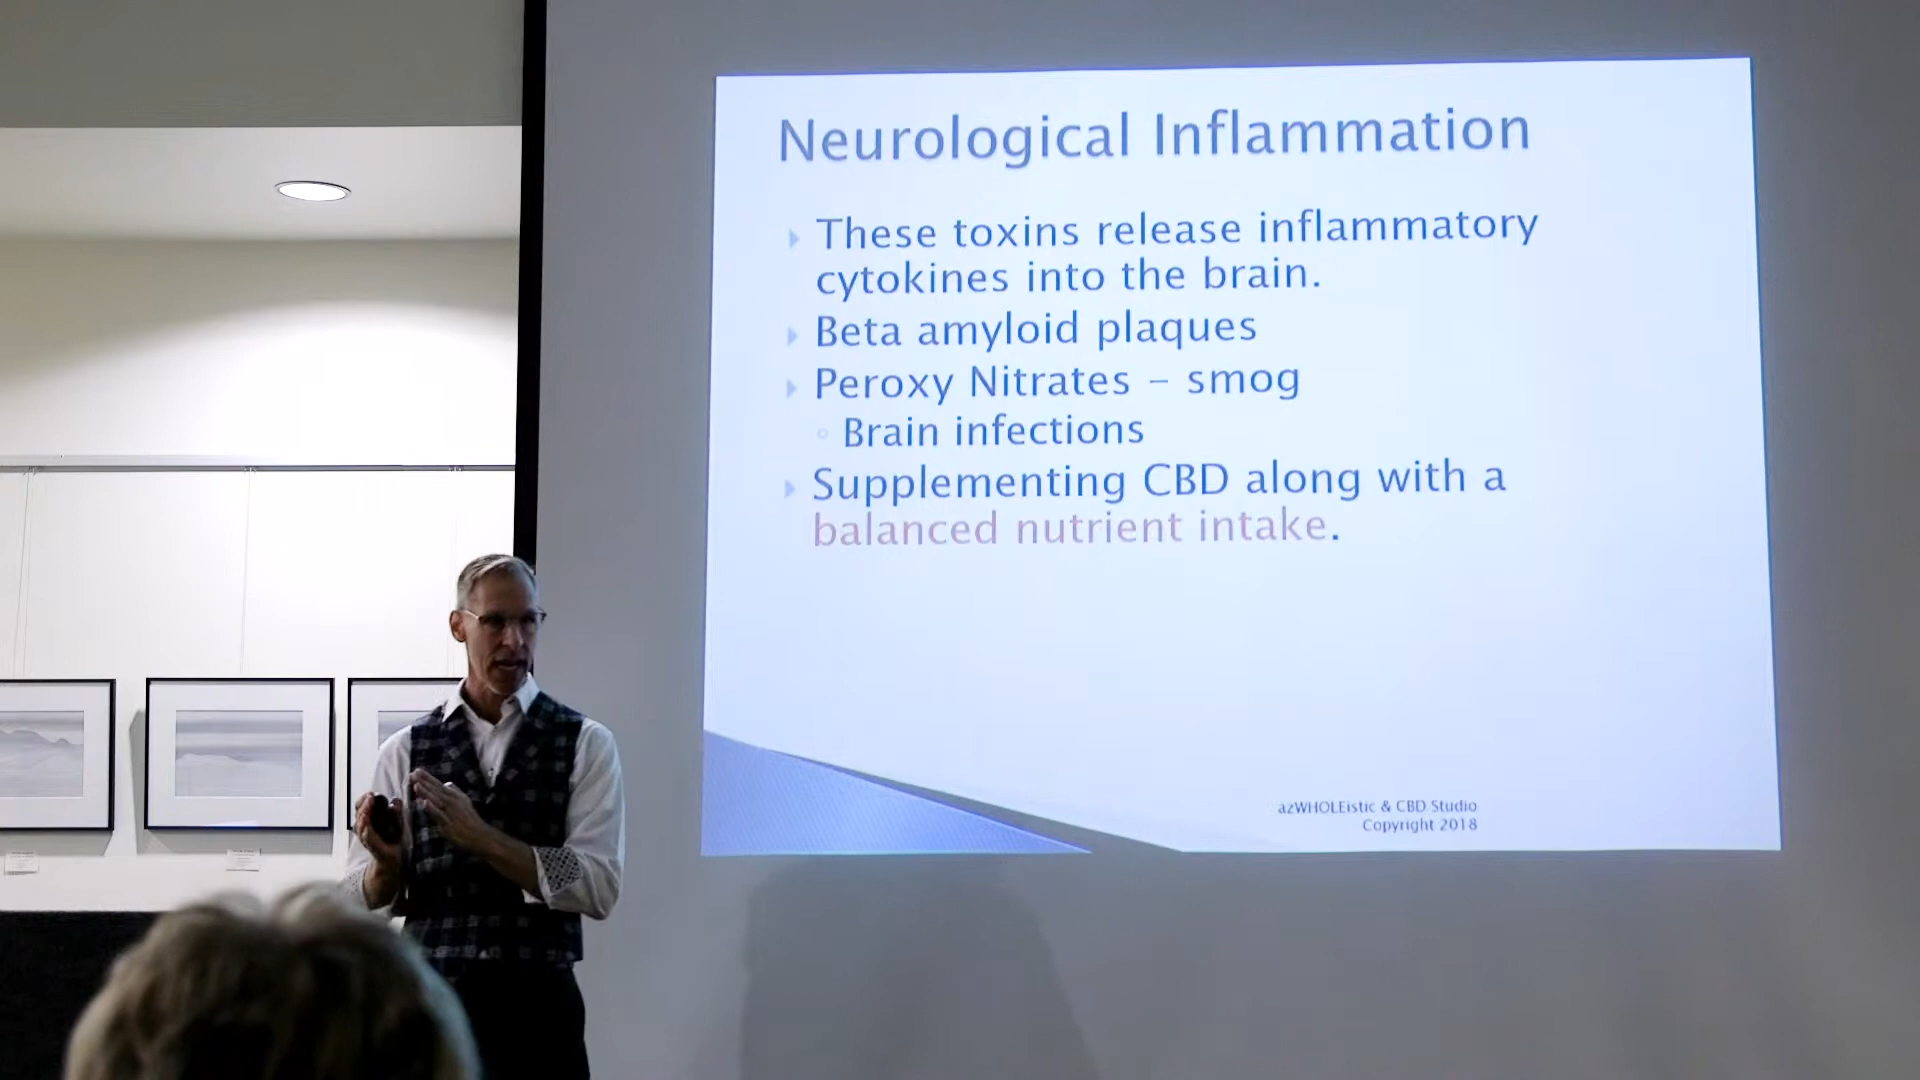 Neurological Inflammation
These toxins release inflammatory
cytokines into the brain.
Beta amyloid plaques
Peroxy Nitrates – smog
Brain infections
Supplementing CBD along with a
balanced nutrient intake.
azWHOLEistic & CBD Studio
Copyright 2018